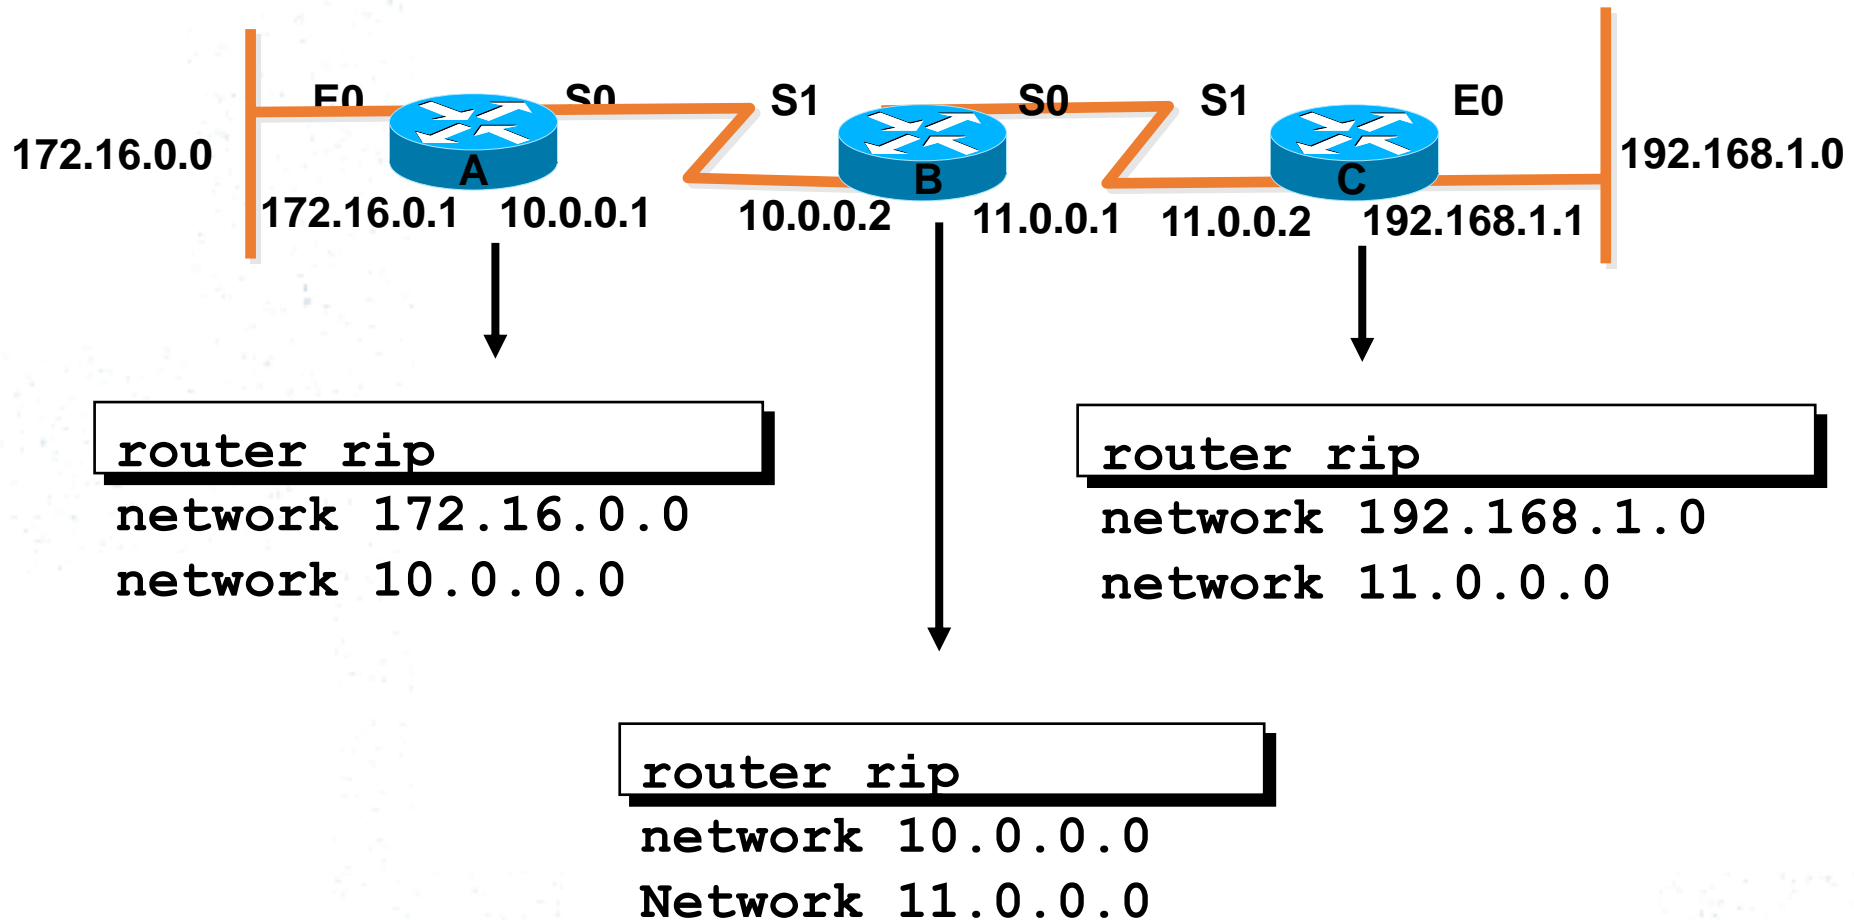 E0
S0
S1
S0
S1
E0
172.16.0.0
A
B
C
192.168.1.0
172.16.0.1
10.0.0.1
10.0.0.2
11.0.0.1
11.0.0.2
192.168.1.1
router rip
network 172.16.0.0
network 10.0.0.0
router rip
network 192.168.1.0
network 11.0.0.0
router rip
network 10.0.0.0
Network 11.0.0.0